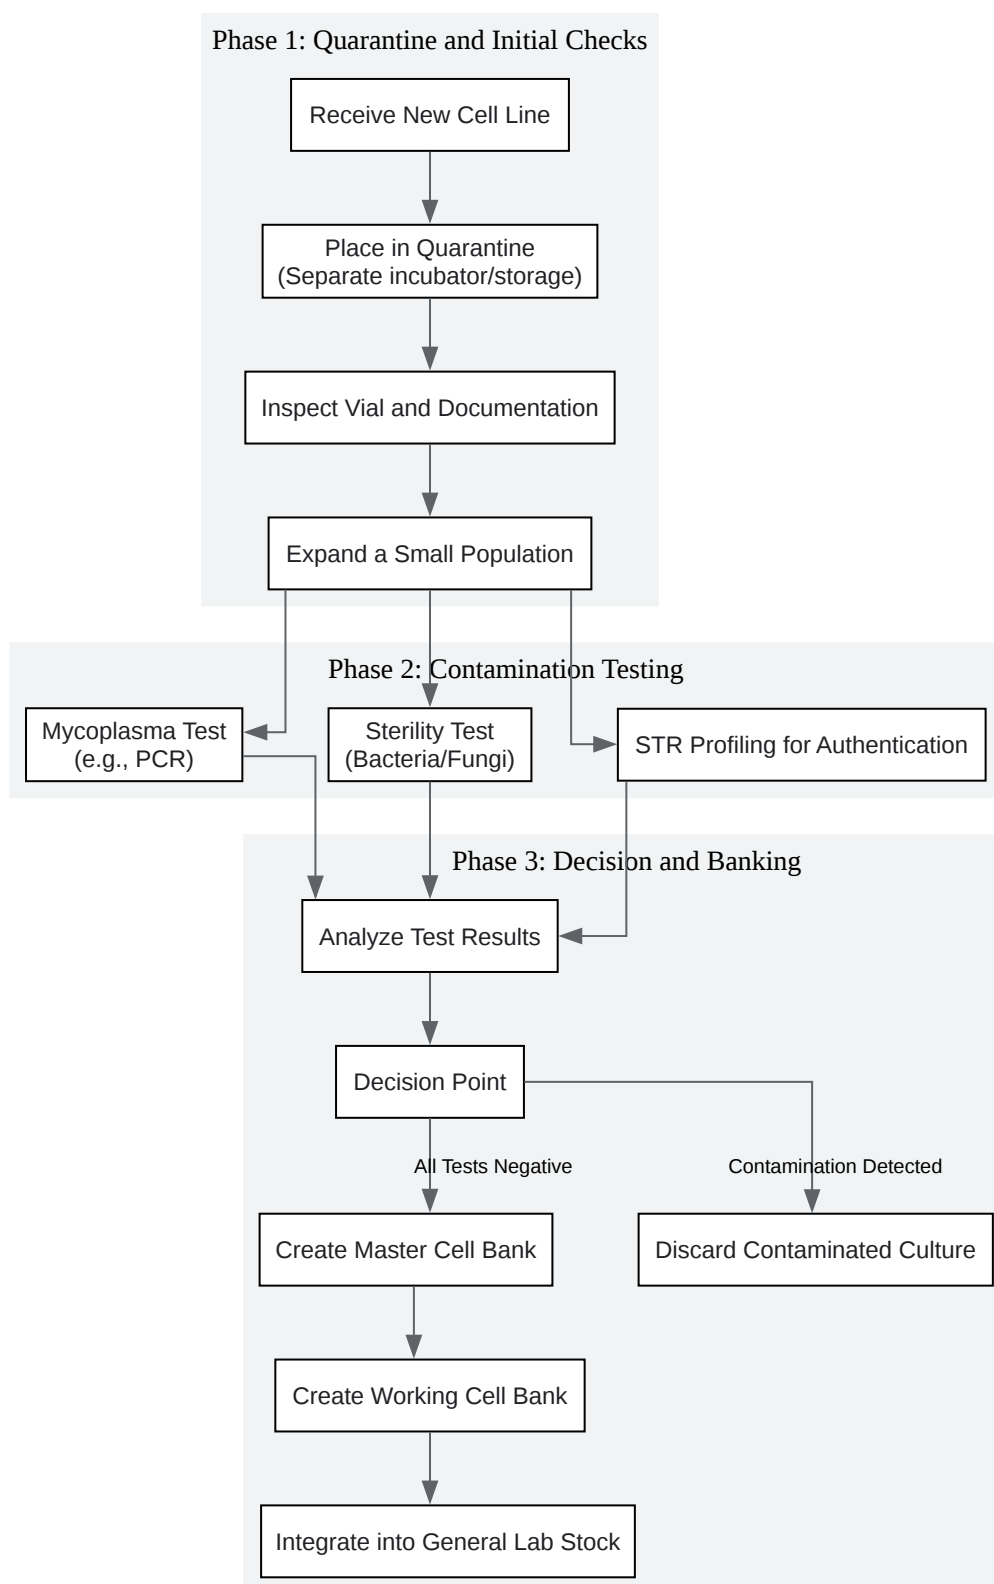 Phase 1: Quarantine and Initial Checks
Receive New Cell Line
Place in Quarantine
(Separate incubator/storage)
Inspect Vial and Documentation
Expand a Small Population
Phase 2: Contamination Testing
Mycoplasma Test
(e.g., PCR)
Sterility Test
(Bacteria/Fungi)
STR Profiling for Authentication
Phase 3: Decision and Banking
Analyze Test Results
Decision Point
All Tests Negative
Contamination Detected
Create Master Cell Bank
Discard Contaminated Culture
Create Working Cell Bank
Integrate into General Lab Stock